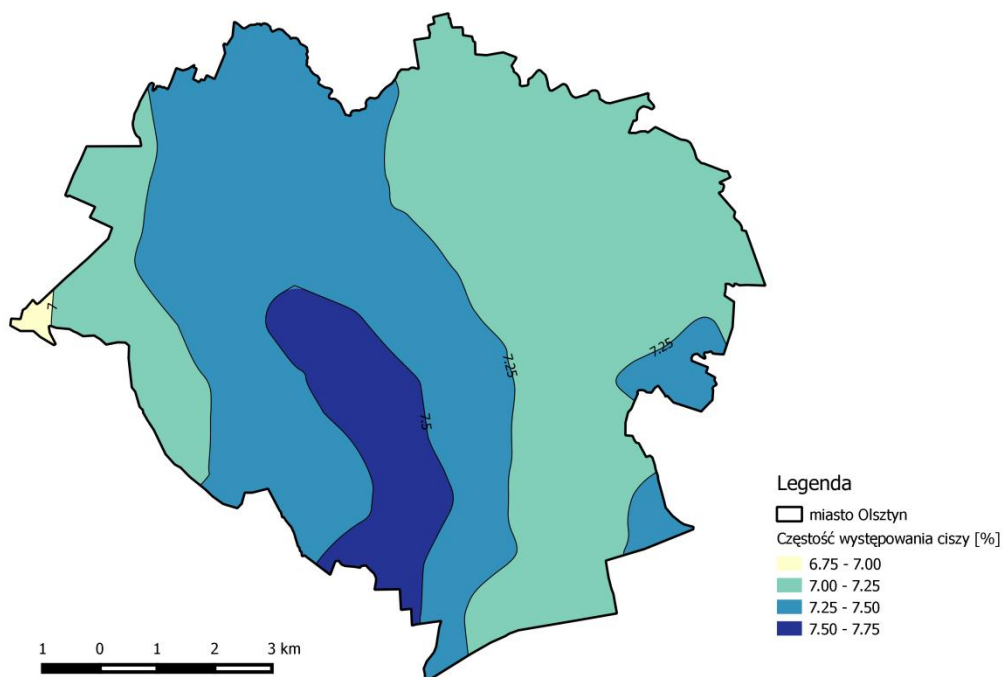 7
7.25
7.25
7.5
Legenda
miasto Olsztyn
Częstość występowania ciszy [%]
6.75 - 7.00
7.00 - 7.25
7.25 - 7.50
7.50 - 7.75
1 0 1 2 3 km